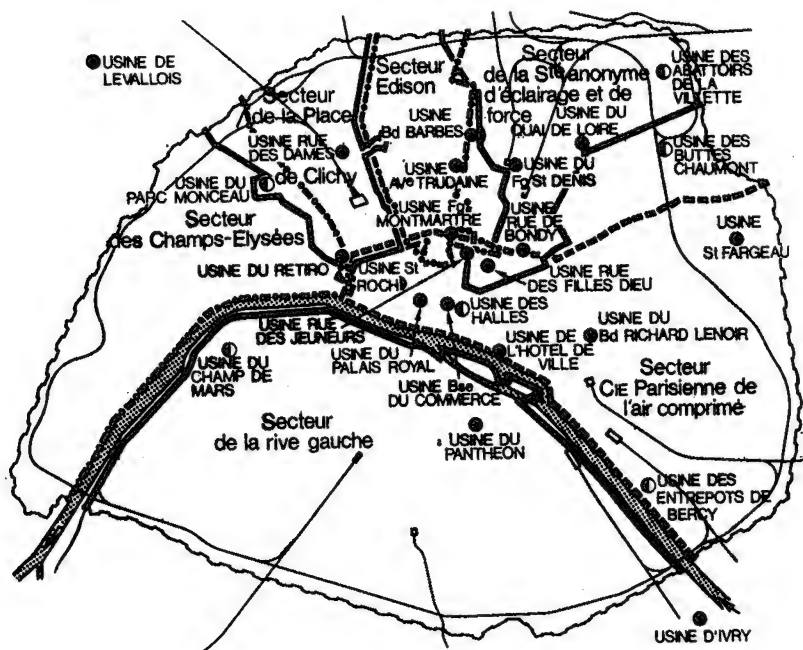 USINE DE
LEVALLOIS
Secteur
de la Place
de Clichy
USINE RUE
DES DAMES
USINE DU
PARC MONCEAU
Secteur
des Champs-Elysées
Secteur
Edison
USINE
Bd BARBES
USINE
AVe TRUDAINE
USINE Fg
MONTMARTRE
Secteur
de la Sté anonyme
d'éclairage et de
force
USINE DU
QUAI DE LOIRE
USINE DU
Fg St DENIS
USINE
RUE DE
BONDY
USINE DES
ABATTOIRS
DE LA
VILLETTE
USINE DES
BUTTES
CHAUMONT
USINE
St FARGEAU
USINE DU RETIRO
USINE St
ROCH
USINE RUE
DES FILLES DIEU
USINE DES
HALLES
USINE RUE
DES JEUNEURS
USINE DU
PALAIS ROYAL
USINE DE
L'HOTEL DE
VILLE
USINE DU
Bd RICHARD LENOIR
USINE DU
CHAMP DE
MARS
USINE Bse
DU COMMERCE
Secteur
CIE Parisienne de
l'air comprimé
Secteur
de la rive gauche
USINE DU
PANTHEON
USINE DES
ENTREPOTS DE
BERCY
USINE D'IVRY